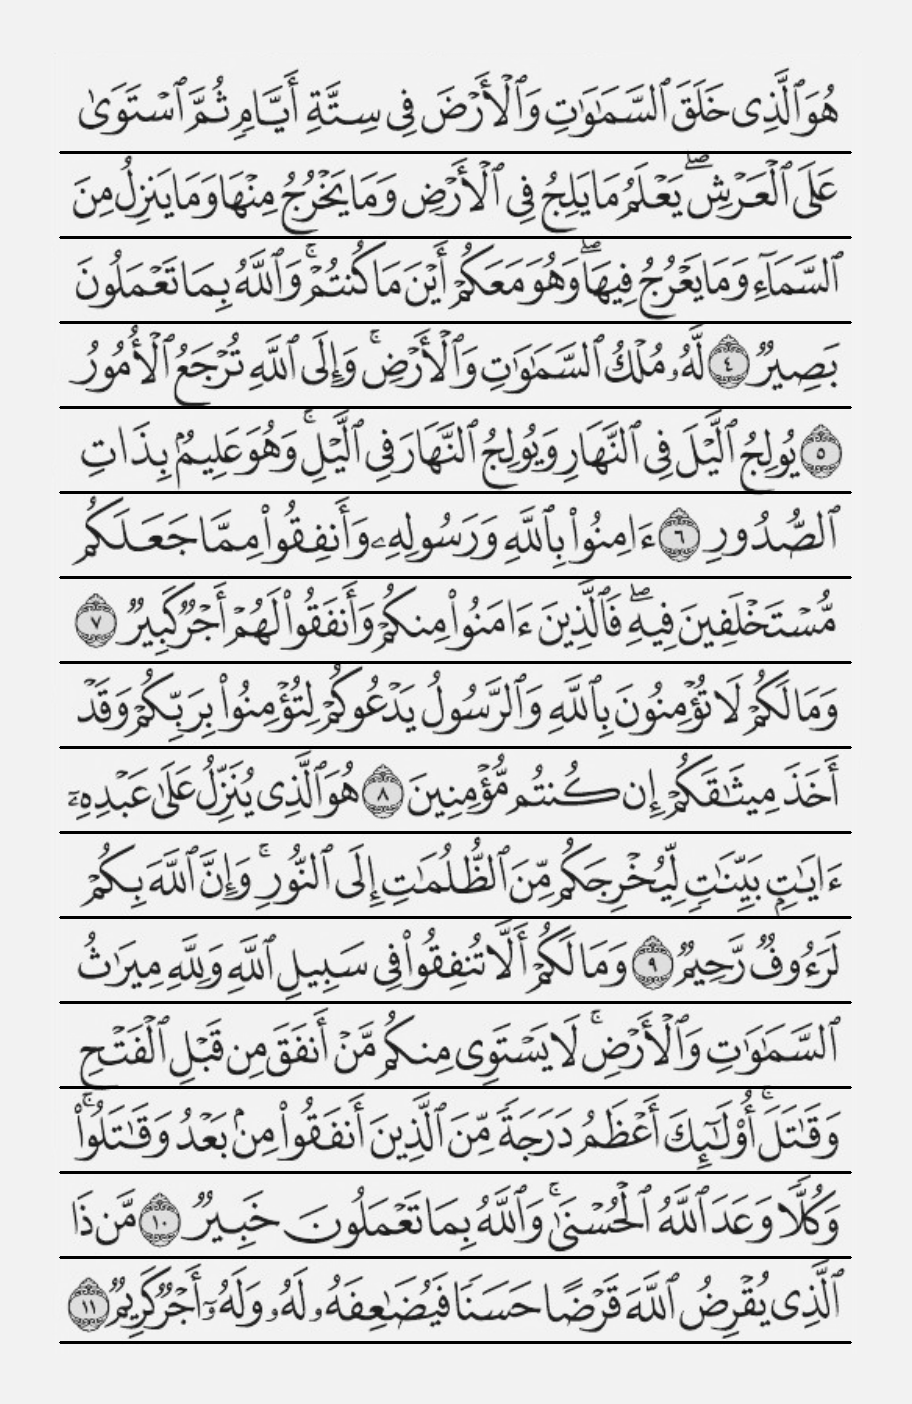 هُوَ ٱلَّذِى خَلَقَ ٱلسَّمَٰوَٰتِ وَٱلْأَرْضَ فِى سِتَّةِ أَيَّامٍ ثُمَّ ٱسْتَوَىٰ
عَلَى ٱلْعَرْشِ ۖ يَعْلَمُ مَا يَلِجُ فِى ٱلْأَرْضِ وَمَا يَخْرُجُ مِنْهَا وَمَا يَنزِلُ مِنَ
ٱلسَّمَآءِ وَمَا يَعْرُجُ فِيهَا ۖ وَهُوَ مَعَكُمْ أَيْنَ مَا كُنتُمْ ۚ وَٱللَّهُ بِمَا تَعْمَلُونَ
بَصِيرٌ ٤ لَّهُۥ مُلْكُ ٱلسَّمَٰوَٰتِ وَٱلْأَرْضِ ۚ وَإِلَى ٱللَّهِ تُرْجَعُ ٱلْأُمُورُ
٥ يُولِجُ ٱلَّيْلَ فِى ٱلنَّهَارِ وَيُولِجُ ٱلنَّهَارَ فِى ٱلَّيْلِ ۚ وَهُوَ عَلِيمٌۢ بِذَاتِ
ٱلصُّدُورِ ٦ ءَامِنُوا۟ بِٱللَّهِ وَرَسُولِهِۦ وَأَنفِقُوا۟ مِمَّا جَعَلَكُم
مُّسْتَخْلَفِينَ فِيهِ ۖ فَٱلَّذِينَ ءَامَنُوا۟ مِنكُمْ وَأَنفَقُوا۟ لَهُمْ أَجْرٌ كَبِيرٌ ٧
وَمَا لَكُمْ لَا تُؤْمِنُونَ بِٱللَّهِ وَٱلرَّسُولُ يَدْعُوكُمْ لِتُؤْمِنُوا۟ بِرَبِّكُمْ وَقَدْ
أَخَذَ مِيثَٰقَكُمْ إِن كُنتُم مُّؤْمِنِينَ ٨ هُوَ ٱلَّذِى يُنَزِّلُ عَلَىٰ عَبْدِهِۦٓ
ءَايَٰتٍۭ بَيِّنَٰتٍ لِّيُخْرِجَكُم مِّنَ ٱلظُّلُمَٰتِ إِلَى ٱلنُّورِ ۚ وَإِنَّ ٱللَّهَ بِكُمْ
لَرَءُوفٌ رَّحِيمٌ ٩ وَمَا لَكُمْ أَلَّا تُنفِقُوا۟ فِى سَبِيلِ ٱللَّهِ وَلِلَّهِ مِيرَٰثُ
ٱلسَّمَٰوَٰتِ وَٱلْأَرْضِ ۚ لَا يَسْتَوِى مِنكُم مَّنْ أَنفَقَ مِن قَبْلِ ٱلْفَتْحِ
وَقَٰتَلَ ۚ أُو۟لَٰٓئِكَ أَعْظَمُ دَرَجَةً مِّنَ ٱلَّذِينَ أَنفَقُوا۟ مِنۢ بَعْدُ وَقَٰتَلُوا۟ ۚ
وَكُلًّا وَعَدَ ٱللَّهُ ٱلْحُسْنَىٰ ۚ وَٱللَّهُ بِمَا تَعْمَلُونَ خَبِيرٌ ١٠ مَّن ذَا
ٱلَّذِى يُقْرِضُ ٱللَّهَ قَرْضًا حَسَنًا فَيُضَٰعِفَهُۥ لَهُۥ وَلَهُۥٓ أَجْرٌ كَرِيمٌ ١١